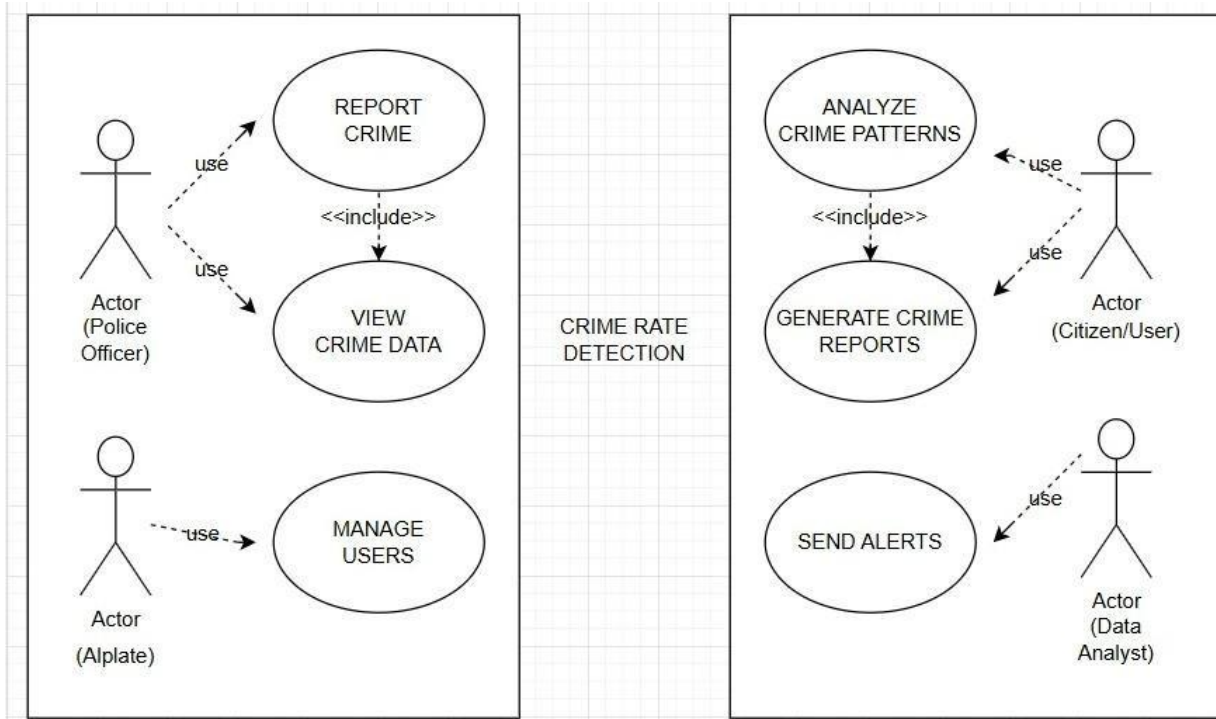 REPORT
CRIME
use
<<include>>
use
VIEW
CRIME DATA
Actor
(Police
Officer)
use
MANAGE
USERS
Actor
(Alplate)
CRIME RATE
DETECTION
ANALYZE
CRIME PATTERNS
use
<<include>>
use
GENERATE CRIME
REPORTS
Actor
(Citizen/User)
use
SEND ALERTS
Actor
(Data
Analyst)